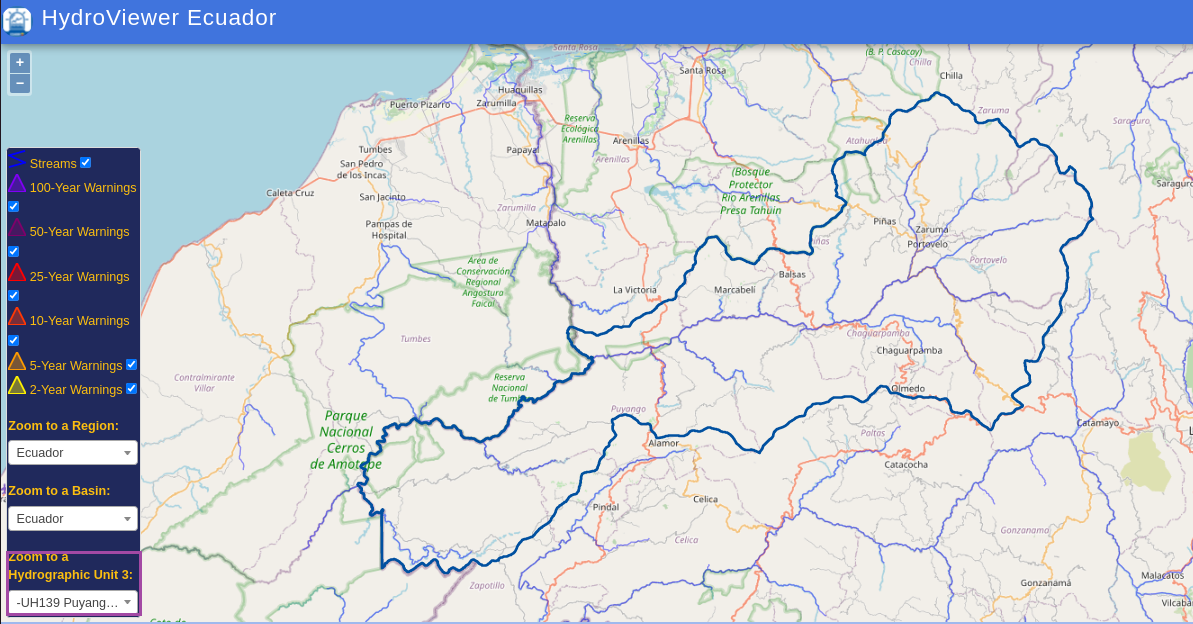 HydroViewer Ecuador
+
−
Streams
100-Year Warnings
50-Year Warnings
25-Year Warnings
10-Year Warnings
5-Year Warnings
2-Year Warnings
Zoom to a Region:
Ecuador
Zoom to a Basin:
Ecuador
Zoom to a
Hydrographic Unit 3:
-UH139 Puyang…
Santa Rosa
(B. P. Casacay)
Chilla
Santa Rosa
Chilla
Huaquillas
Puerto Pizarro
Zarumilla
Zaruma
Reserva
Ecológica
Arenillas
Saraguro
Arenillas
Atahualpa
Tumbes
Papayal
San Pedro
de los Incas
Arenillas
(Bosque
Protector
Río Arenillas
Presa Tahuín
Saraguro
Caleta Cruz
San Jacinto
Zarumilla
Pampas de
Hospital
Matapalo
Piñas
Zaruma
Portovelo
Piñas
Área de
Conservación
Regional
Angostura
Faical
Portovelo
Balsas
La Victoria
Marcabelí
Tumbes
Chaguarpamba
Chaguarpamba
Contralmirante
Villar
Reserva
Nacional
de Tumb
Olmedo
Parque
Nacional
Cerros
de Amotape
Puyango
Catamayo
Alamor
Paltas
Catacocha
Celica
Pindal
Celica
Gonzanamá
Zapotillo
Malacatos
Gonzanamá
Vilcaba
Coto de